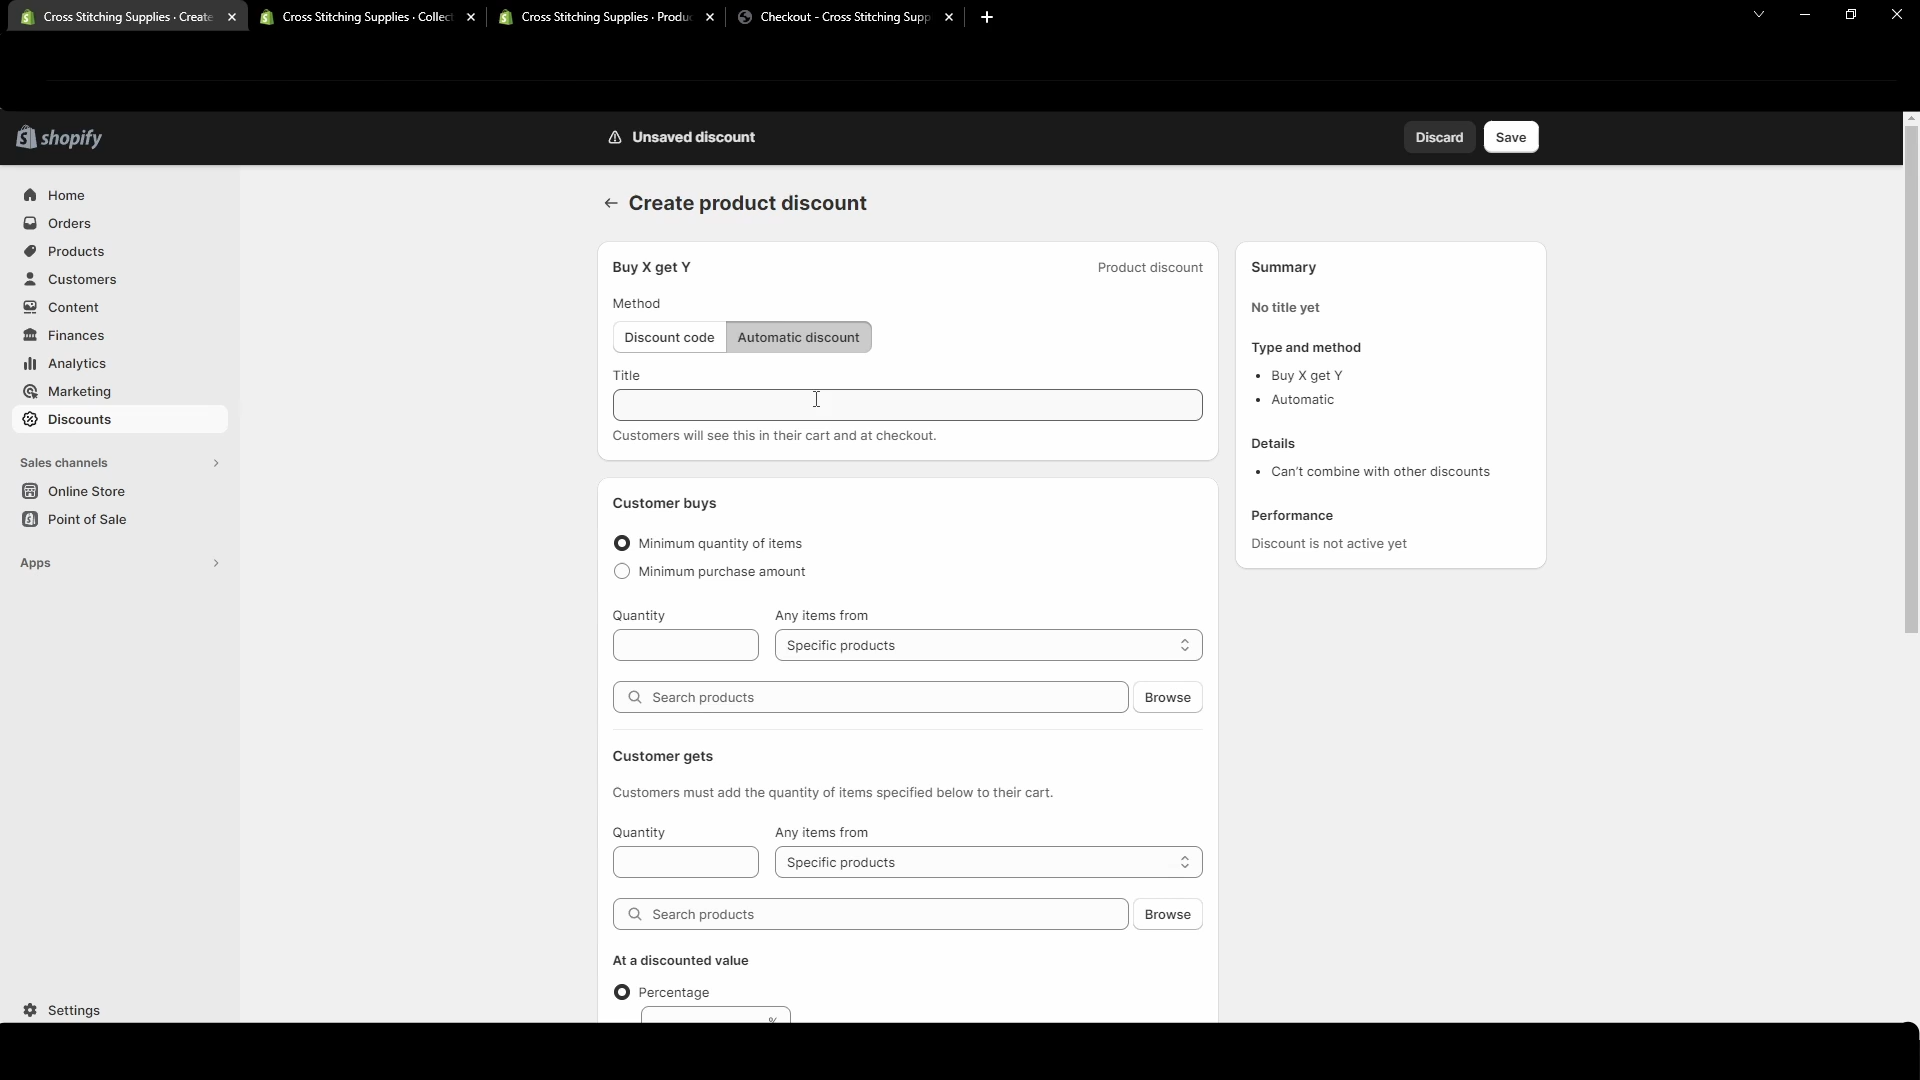 Cross Stitching Supplies · Create
Cross Stitching Supplies · Collec
Cross Stitching Supplies · Produc
Checkout - Cross Stitching Supp
shopify
Unsaved discount
Discard
Save
Home
Orders
Products
Customers
Content
Finances
Analytics
Marketing
Discounts
Sales channels
Online Store
Point of Sale
Apps
Settings
Create product discount
Buy X get Y
Product discount
Method
Discount code
Automatic discount
Title
Customers will see this in their cart and at checkout.
Customer buys
Minimum quantity of items
Minimum purchase amount
Quantity
Any items from
Specific products
Search products
Browse
Customer gets
Customers must add the quantity of items specified below to their cart.
Quantity
Any items from
Specific products
Search products
Browse
At a discounted value
Percentage
%
Summary
No title yet
Type and method
• Buy X get Y
• Automatic
Details
• Can't combine with other discounts
Performance
Discount is not active yet